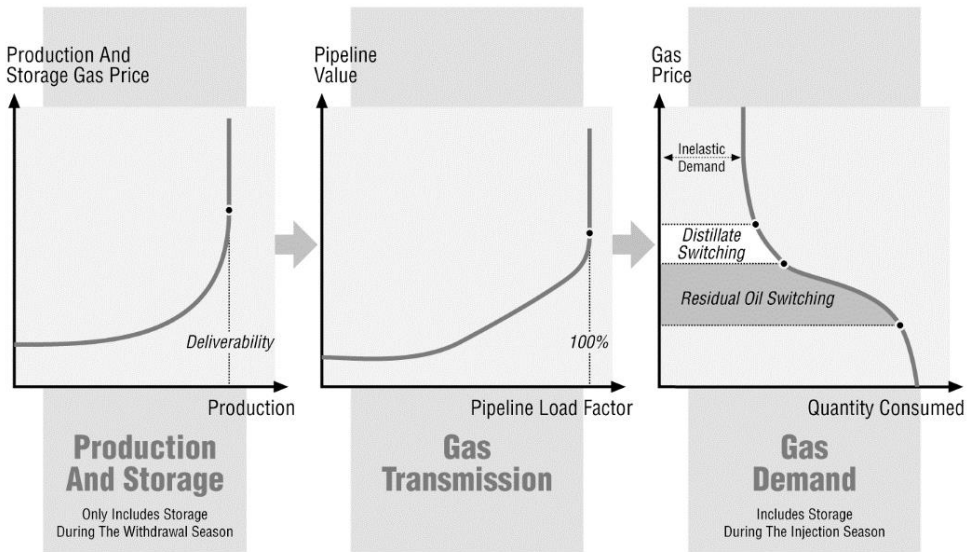 Production And
Storage Gas Price
Deliverability
Production
Production
And Storage
Only Includes Storage
During The Withdrawal Season
Pipeline
Value
100%
Pipeline Load Factor
Gas
Transmission
Gas
Price
Inelastic
Demand
Distillate
Switching
Residual Oil Switching
Quantity Consumed
Gas
Demand
Includes Storage
During The Injection Season